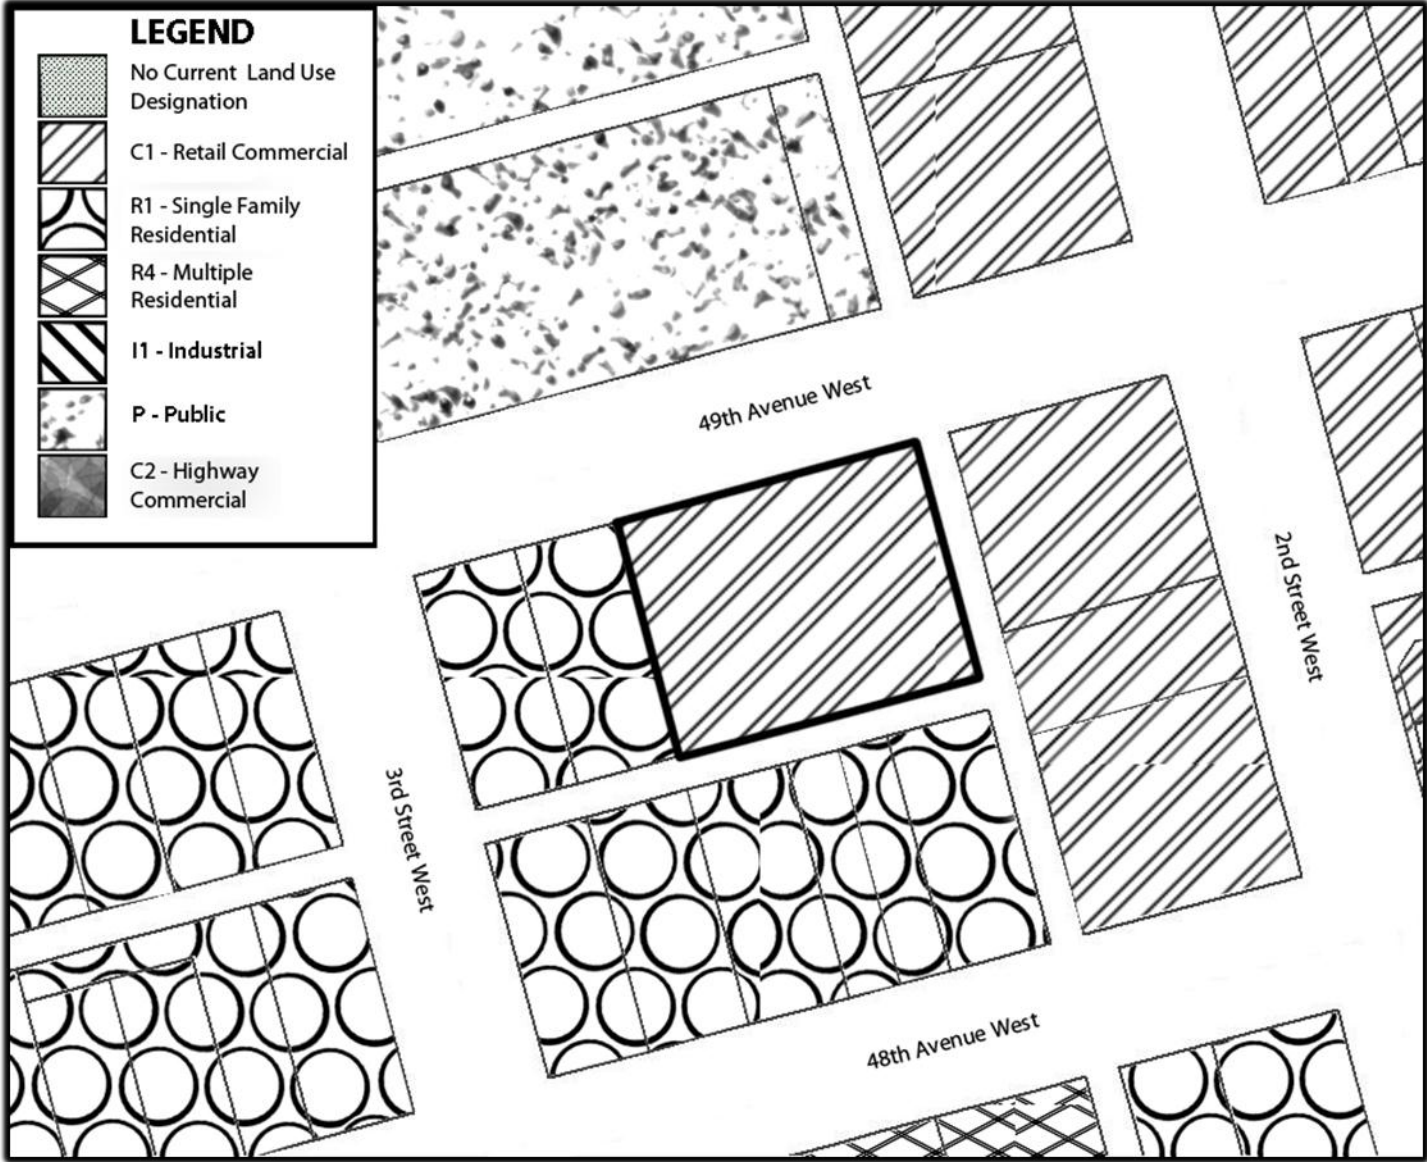 LEGEND
No Current Land Use
Designation
C1 - Retail Commercial
R1 - Single Family
Residential
R4 - Multiple
Residential
I1 - Industrial
P - Public
C2 - Highway
Commercial
49th Avenue West
2nd Street West
3rd Street West
48th Avenue West